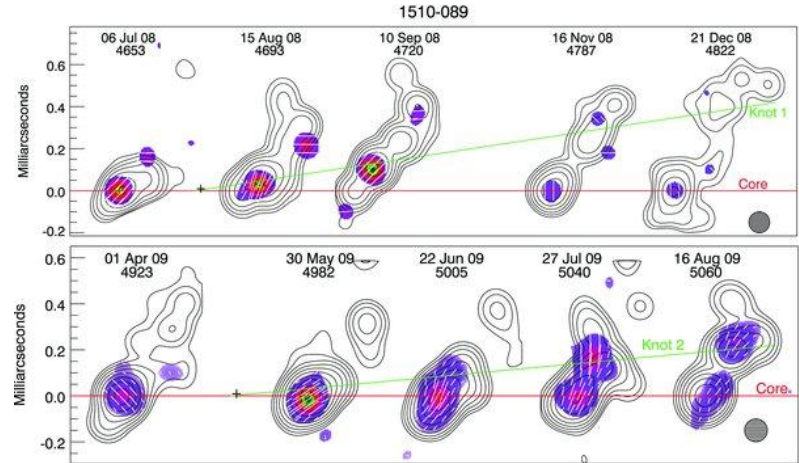 1510-089
06 Jul 08 15 Aug 08 10 Sep 08 16 Nov 08 21 Dec 08
4653 4693 4720 4787 4822
0.6
0.4
Knot 1
0.2
Core
0.0
-0.2
Milliarcseconds
0.6
01 Apr 09 30 May 09 22 Jun 09 27 Jul 09 16 Aug 09
4923 4982 5005 5040 5060
0.4
Knot 2
0.2
Core
0.0
-0.2
Milliarcseconds